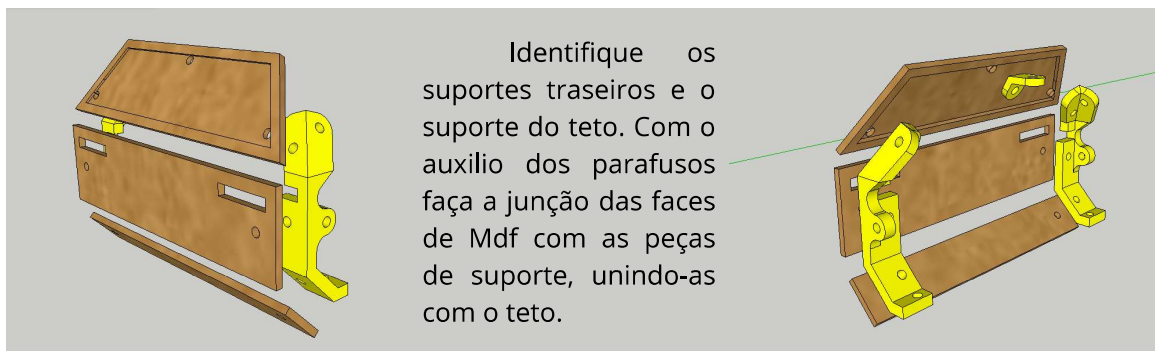 Identifique os
suportes traseiros e o
suporte do teto. Com o
auxilio dos parafusos
faça a junção das faces
de Mdf com as peças
de suporte, unindo-as
com o teto.